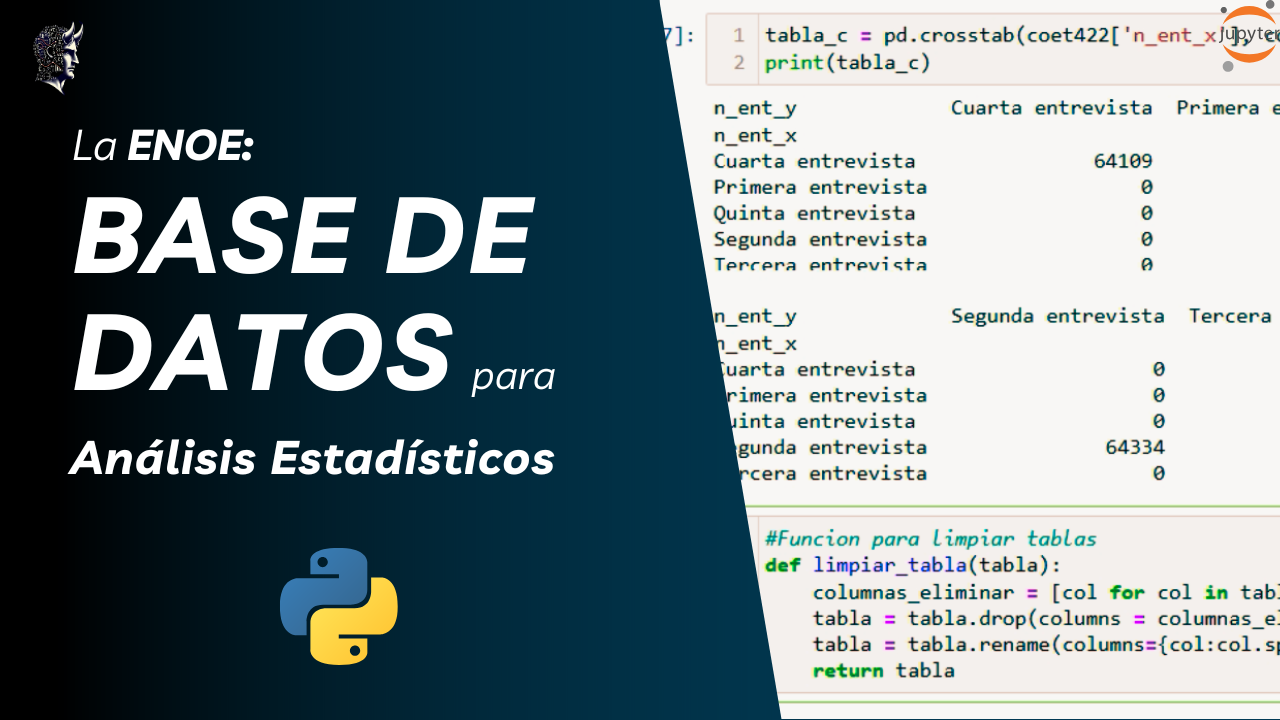 La ENOE:
BASE DE
DATOS para
Análisis Estadísticos
7]:
1 tabla_c = pd.crosstab(coet422['n_ent_x'],
2 print(tabla_c)
Jupyter
n_ent_y Cuarta entrevista Primera
n_ent_x
Cuarta entrevista 64109
Primera entrevista 0
Quinta entrevista 0
Segunda entrevista 0
Tercera entrevista 0
n_ent_y Segunda entrevista Tercera
n_ent_x
Cuarta entrevista 0
rimera entrevista 0
uinta entrevista 0
egunda entrevista 64334
rcera entrevista 0
#Funcion para limpiar tablas
def limpiar_tabla(tabla):
columnas_eliminar = [col for col in tabl
tabla = tabla.drop(columns = columnas_el
tabla = tabla.rename(columns={col:col.sp
return tabla